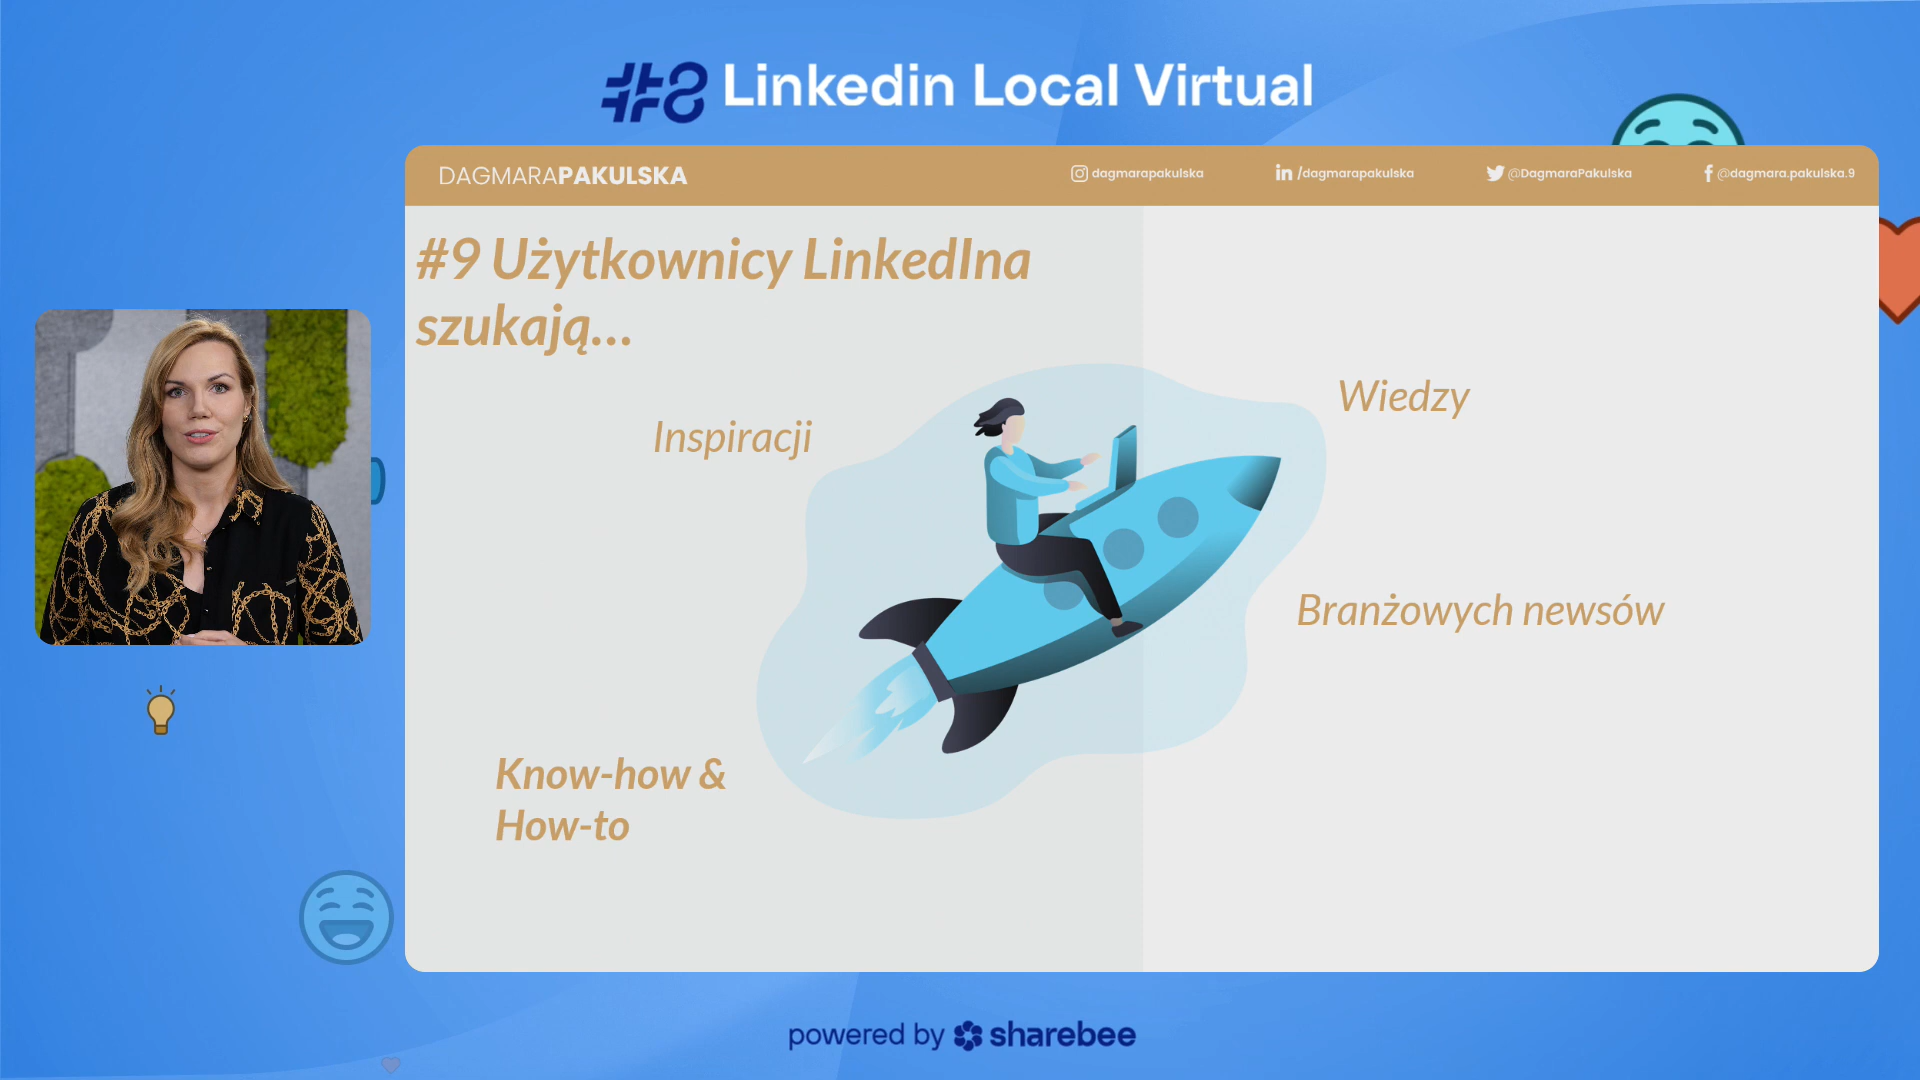 #8 Linkedin Local Virtual
DAGMARAPAKULSKA
dagmarapakulska
in /dagmarapakulska
@DagmaraPakulska
@dagmara.pakulska.9
#9 Użytkownicy LinkedIna
szukają...
Inspiracji
Wiedzy
Branżowych newsów
Know-how &
How-to
powered by sharebee